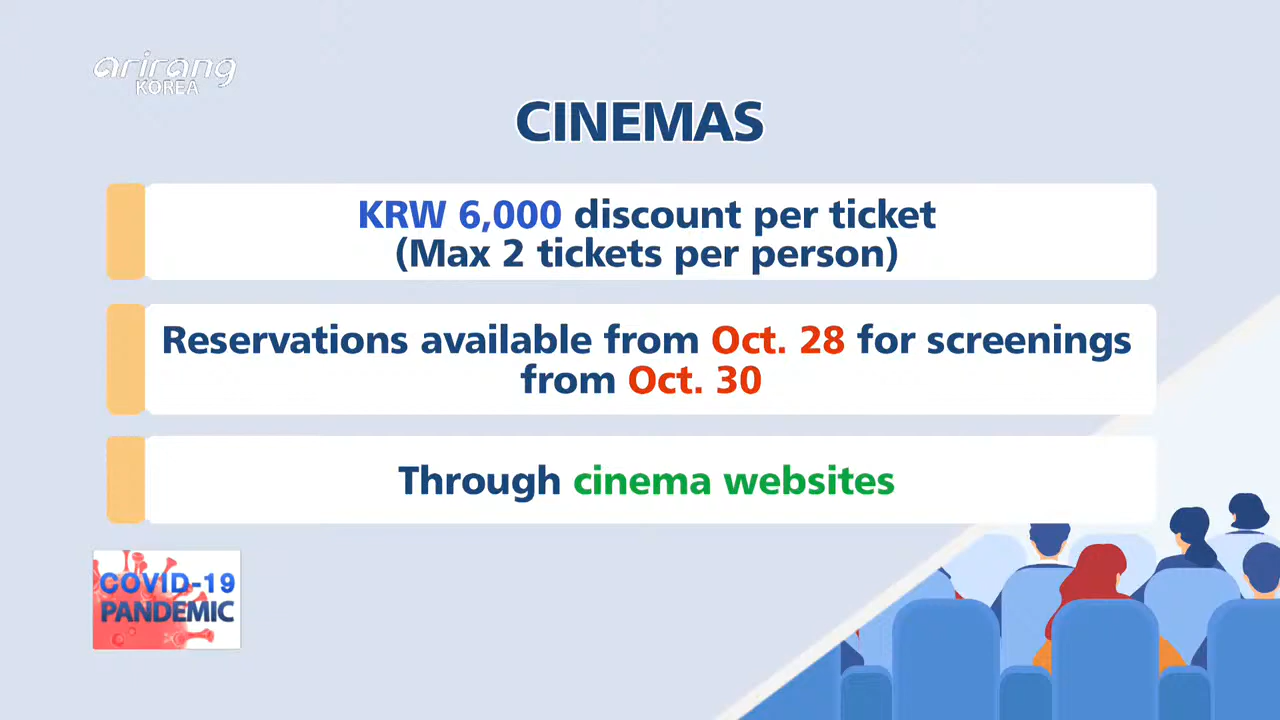 arirang
KOREA
CINEMAS
KRW 6,000 discount per ticket
(Max 2 tickets per person)
Reservations available from Oct. 28 for screenings
from Oct. 30
Through cinema websites
COVID-19
PANDEMIC